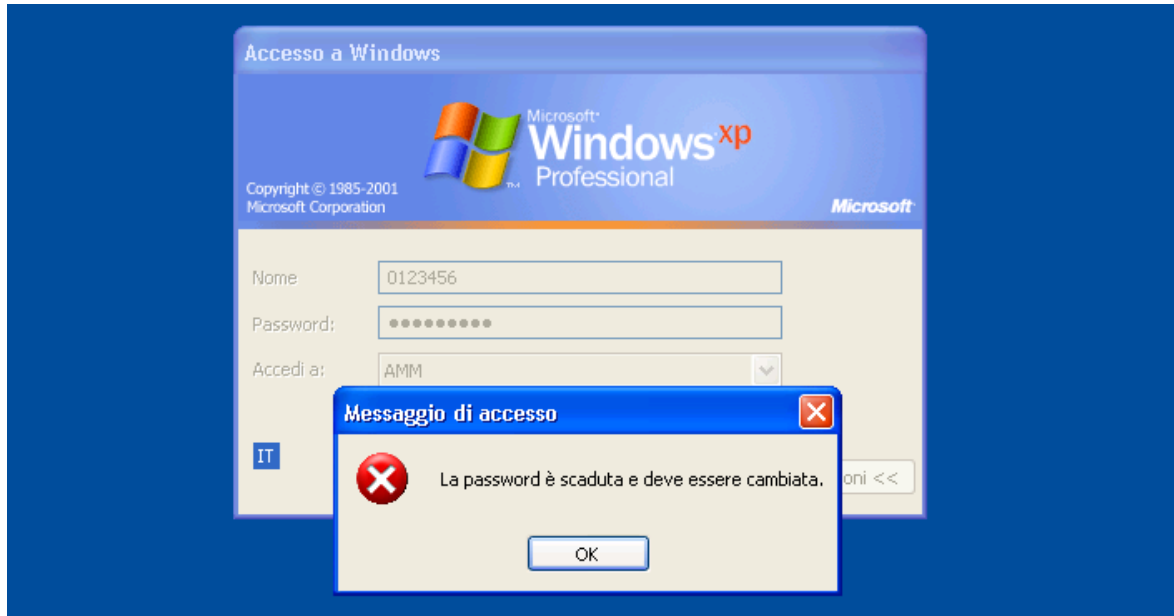 Accesso a Windows
Microsoft
Windows xp
Professional
TM
Copyright © 1985-2001
Microsoft Corporation
Microsoft
Nome
0123456
Password:
●●●●●●●●●
Accedi a:
AMM
Messaggio di accesso
IT
La password è scaduta e deve essere cambiata.
oni <<
OK